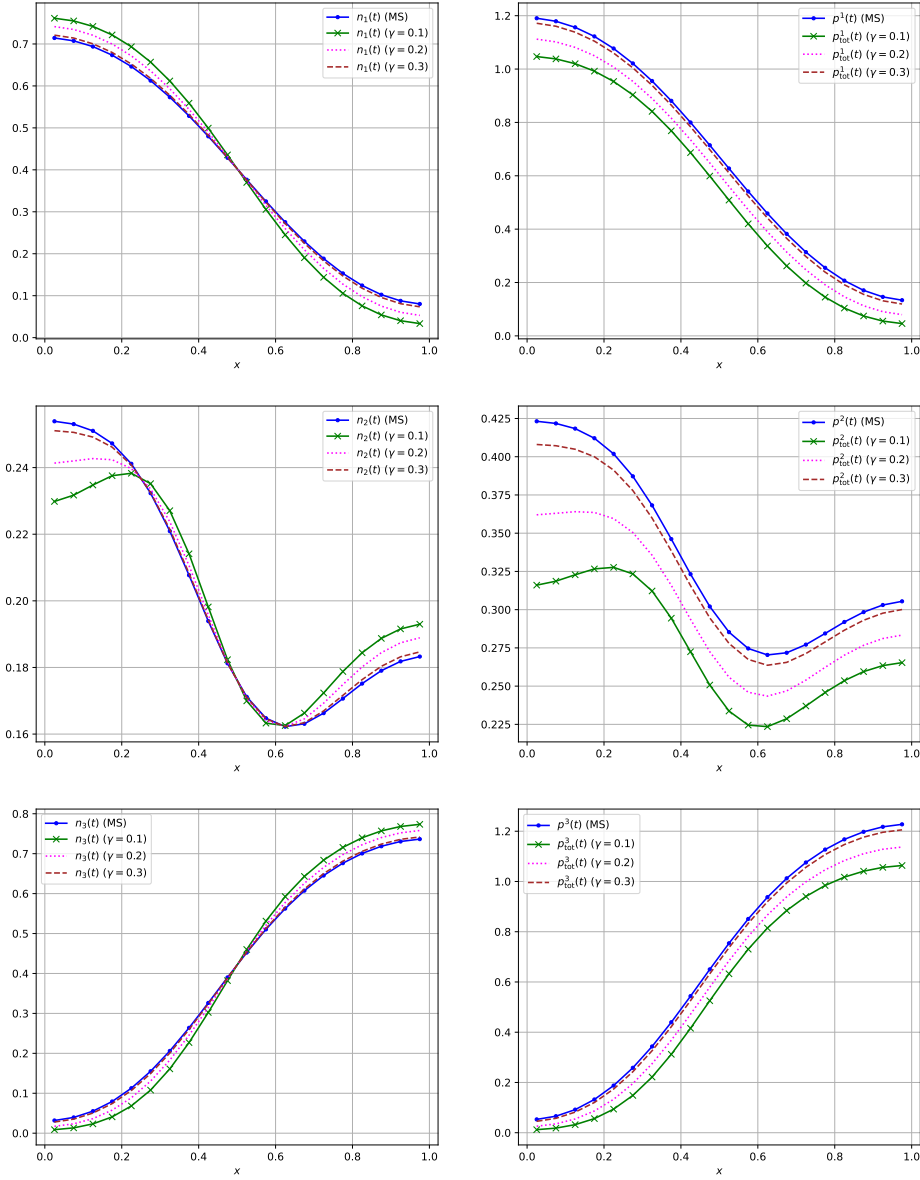 0.7
0.6
0.5
0.4
0.3
0.2
0.1
0.0
0.0 0.2 0.4 0.6 0.8 1.0
x
n₁(t) (MS)
n₁(t) (γ = 0.1)
n₁(t) (γ = 0.2)
n₁(t) (γ = 0.3)
1.2
1.0
0.8
0.6
0.4
0.2
0.0
0.0 0.2 0.4 0.6 0.8 1.0
x
p¹(t) (MS)
p¹_tot(t) (γ = 0.1)
p¹_tot(t) (γ = 0.2)
p¹_tot(t) (γ = 0.3)
0.24
0.22
0.20
0.18
0.16
0.0 0.2 0.4 0.6 0.8 1.0
x
n₂(t) (MS)
n₂(t) (γ = 0.1)
n₂(t) (γ = 0.2)
n₂(t) (γ = 0.3)
0.425
0.400
0.375
0.350
0.325
0.300
0.275
0.250
0.225
0.0 0.2 0.4 0.6 0.8 1.0
x
p²(t) (MS)
p²_tot(t) (γ = 0.1)
p²_tot(t) (γ = 0.2)
p²_tot(t) (γ = 0.3)
0.8
0.7
0.6
0.5
0.4
0.3
0.2
0.1
0.0
0.0 0.2 0.4 0.6 0.8 1.0
x
n₃(t) (MS)
n₃(t) (γ = 0.1)
n₃(t) (γ = 0.2)
n₃(t) (γ = 0.3)
1.2
1.0
0.8
0.6
0.4
0.2
0.0
0.0 0.2 0.4 0.6 0.8 1.0
x
p³(t) (MS)
p³_tot(t) (γ = 0.1)
p³_tot(t) (γ = 0.2)
p³_tot(t) (γ = 0.3)